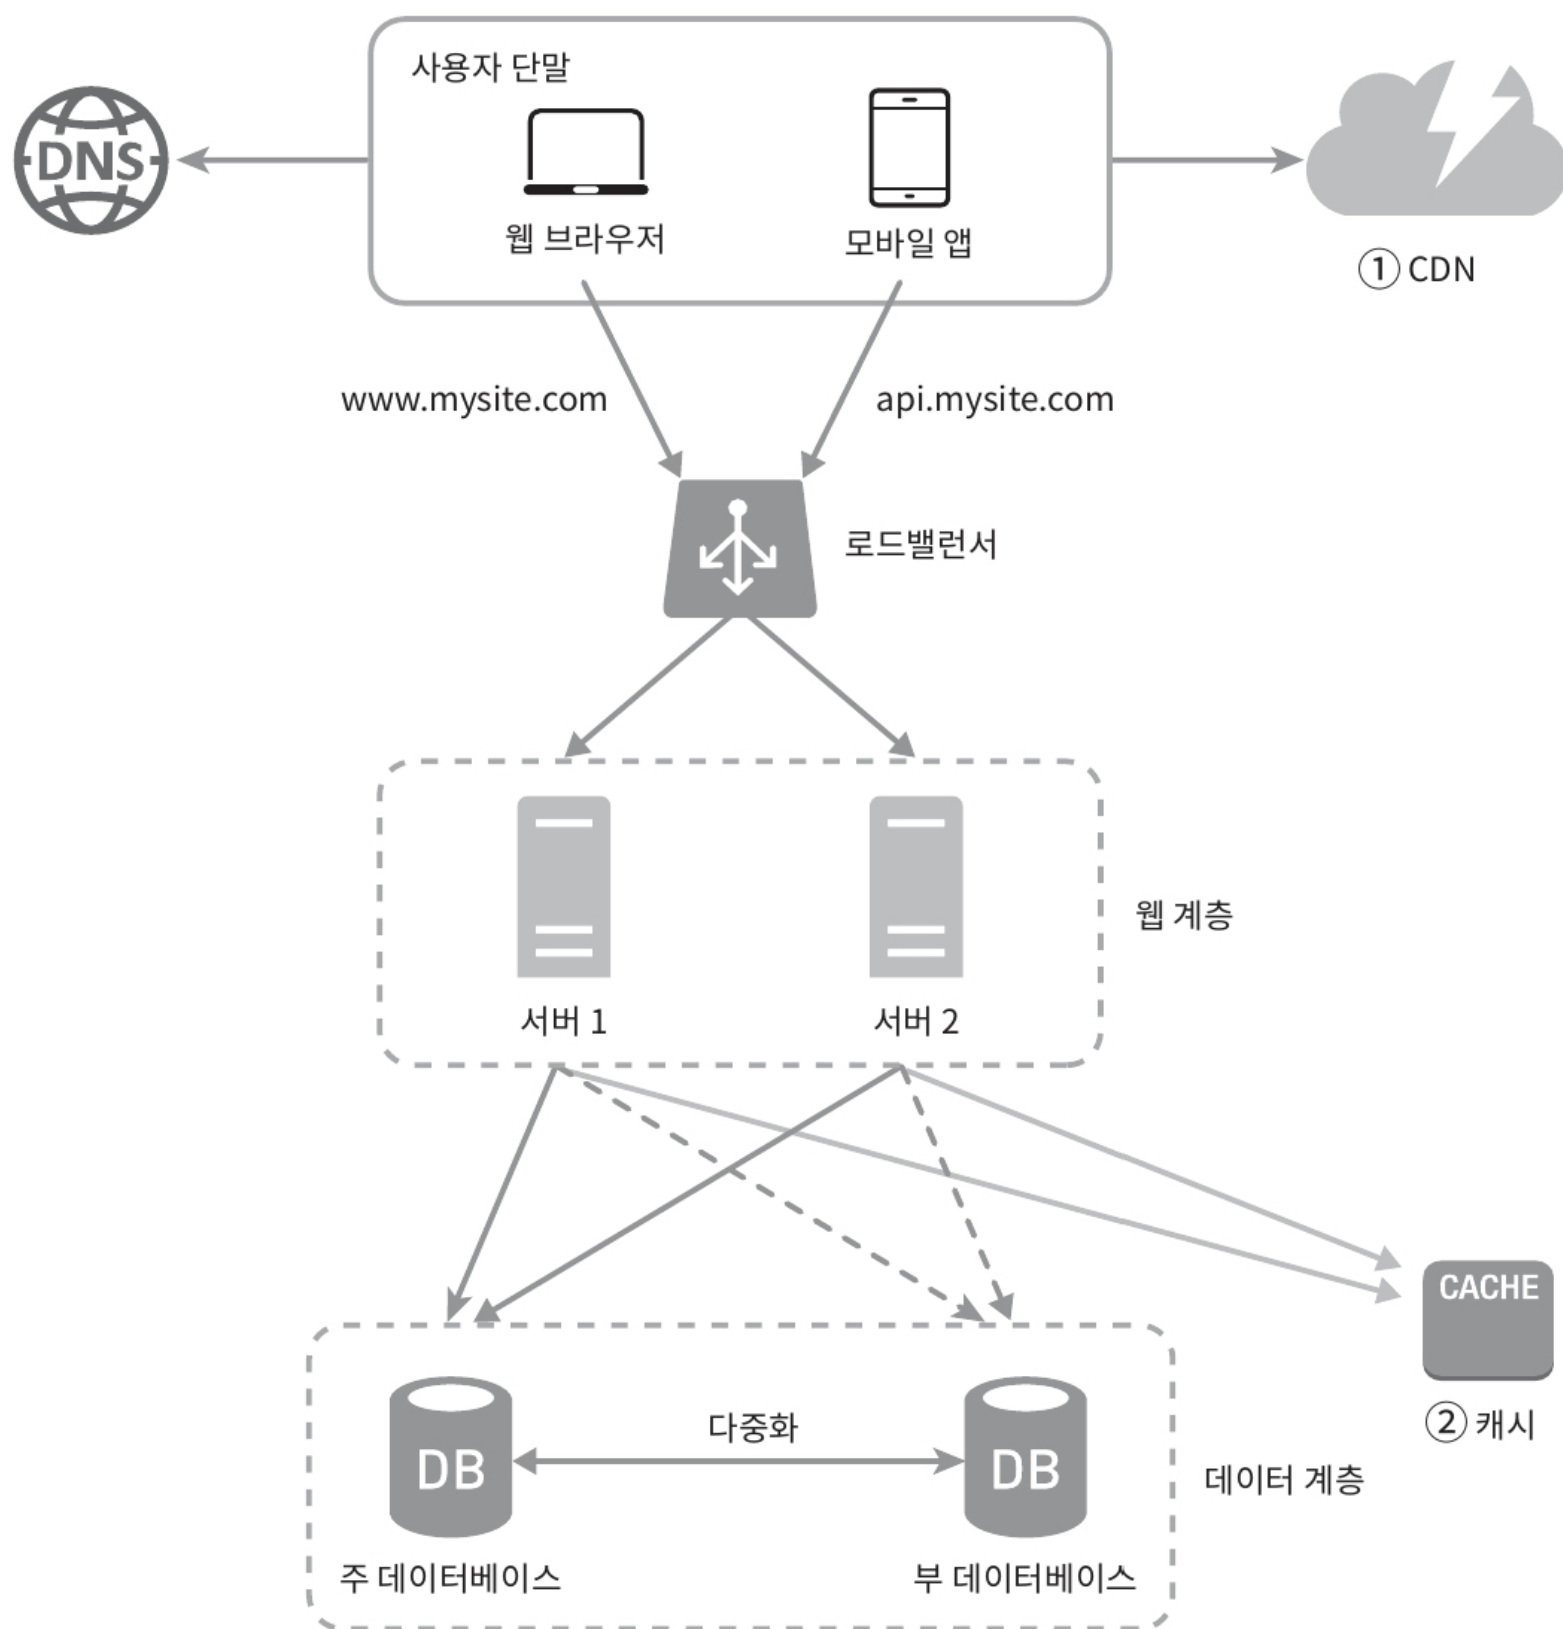 사용자 단말
DNS
웹 브라우저
모바일 앱
① CDN
www.mysite.com
api.mysite.com
로드밸런서
웹 계층
서버 1
서버 2
CACHE
② 캐시
다중화
DB
DB
데이터 계층
주 데이터베이스
부 데이터베이스